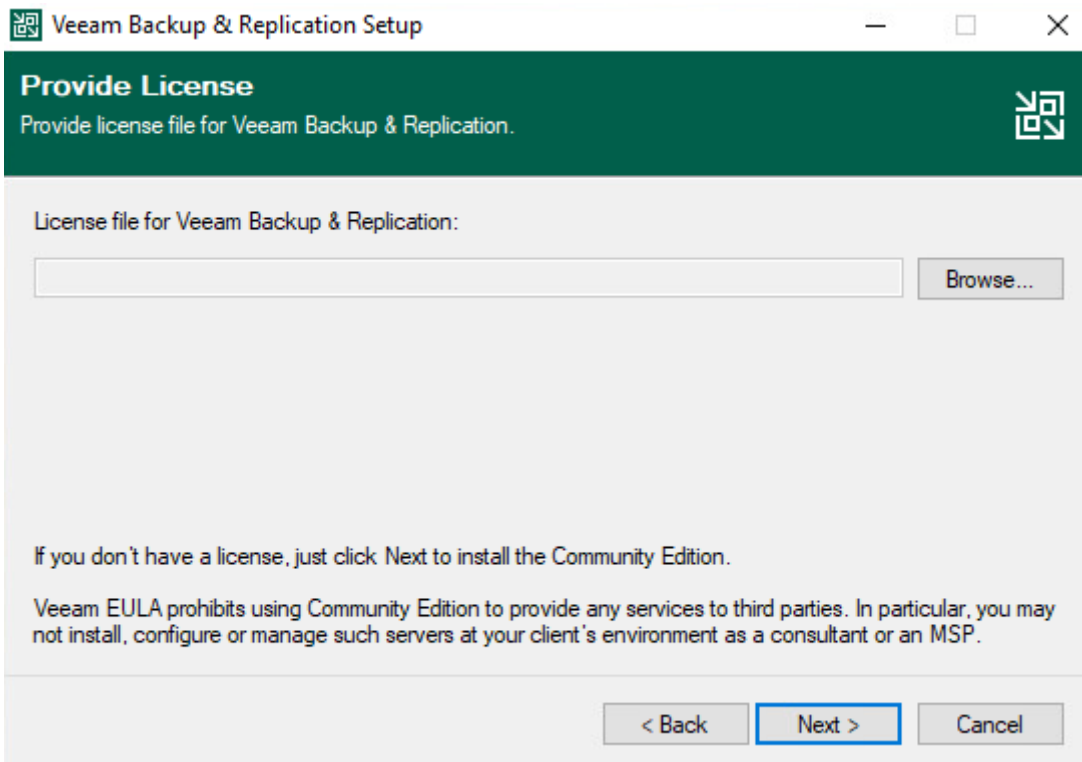 Veeam Backup & Replication Setup
Provide License
Provide license file for Veeam Backup & Replication.
License file for Veeam Backup & Replication:
Browse...
If you don't have a license, just click Next to install the Community Edition.
Veeam EULA prohibits using Community Edition to provide any services to third parties. In particular, you may
not install, configure or manage such servers at your client's environment as a consultant or an MSP.
< Back Next > Cancel